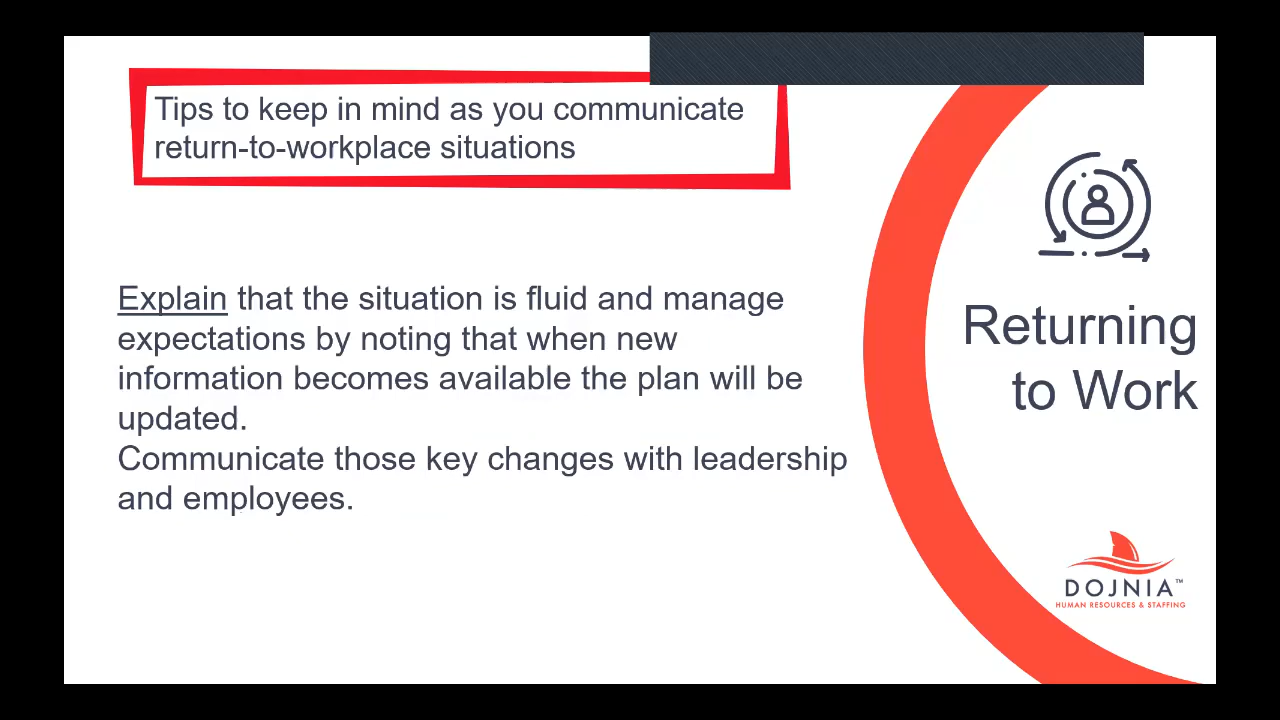 Tips to keep in mind as you communicate
return-to-workplace situations
Explain that the situation is fluid and manage
expectations by noting that when new
information becomes available the plan will be
updated.
Communicate those key changes with leadership
and employees.
Returning
to Work
DOJNIA™
HUMAN RESOURCES & STAFFING